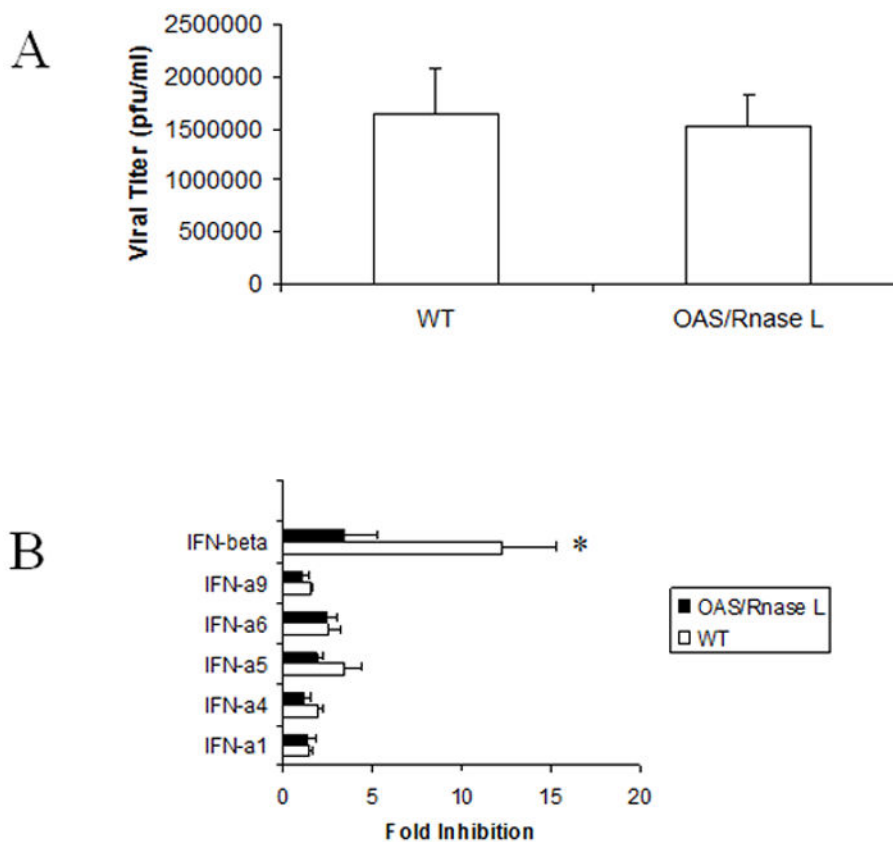 A
Viral Titer (pfu/ml)
2500000
2000000
1500000
1000000
500000
0
WT
OAS/Rnase L
B
IFN-beta
IFN-a9
IFN-a6
IFN-a5
IFN-a4
IFN-a1
*
OAS/Rnase L
WT
0 5 10 15 20
Fold Inhibition